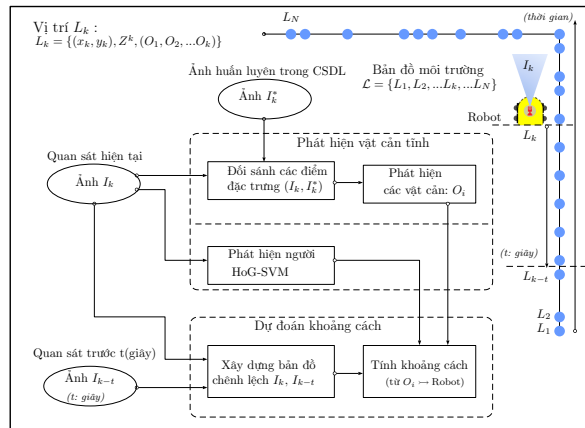 Vị trí L_k :
L_k = {(x_k, y_k), Z^k, (O_1, O_2, ...O_k)}
L_N
(thời gian)
Ảnh huấn luyện trong CSDL
Ảnh I_k^*
Bản đồ môi trường
𝓛 = {L_1, L_2, ...L_k, ...L_N}
I_k
Robot
L_k
Phát hiện vật cản tĩnh
Quan sát hiện tại
Ảnh I_k
Đối sánh các điểm
đặc trưng (I_k, I_k^*)
Phát hiện
các vật cản: O_i
Phát hiện người
HoG-SVM
(t: giây)
L_{k-t}
L_2
L_1
Dự đoán khoảng cách
Quan sát trước t(giây)
Ảnh I_{k-t}
(t: giây)
Xây dựng bản đồ
chênh lệch I_k, I_{k-t}
Tính khoảng cách
(từ O_i ↦ Robot)